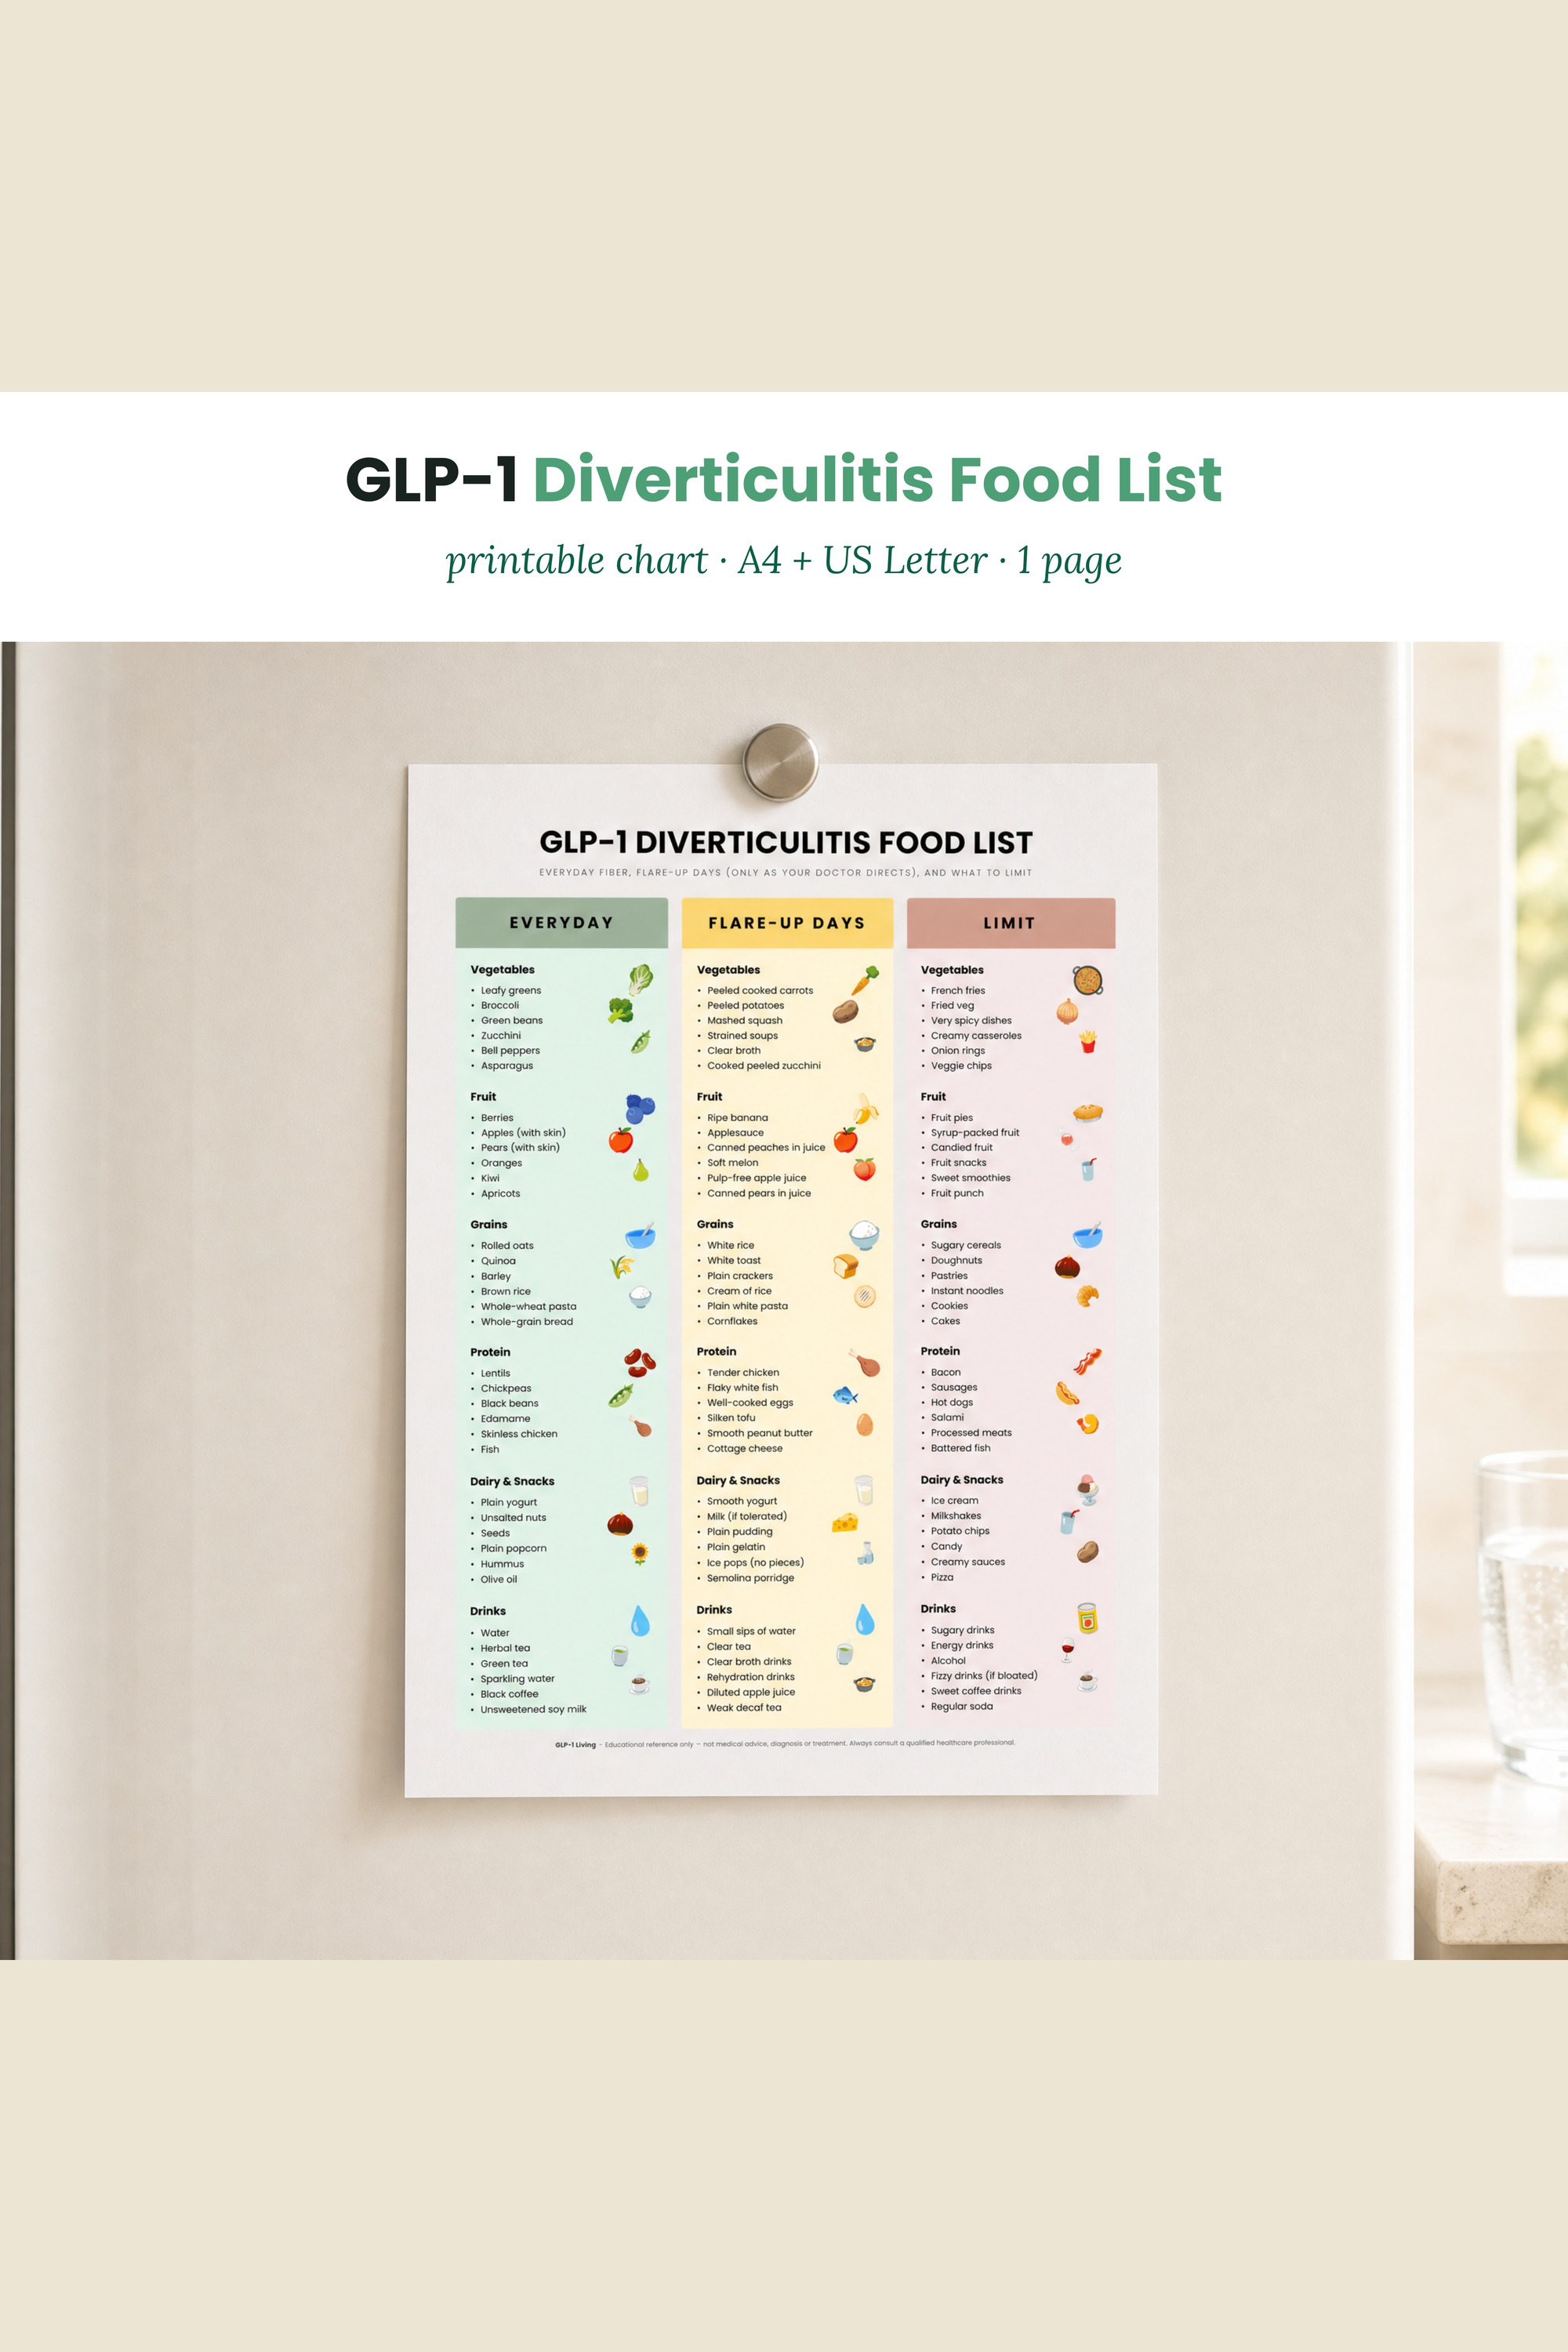 GLP-1 Diverticulitis Food List
printable chart · A4 + US Letter · 1 page
GLP-1 DIVERTICULITIS FOOD LIST
EVERYDAY FIBER, FLARE-UP DAYS (ONLY AS YOUR DOCTOR DIRECTS), AND WHAT TO LIMIT
EVERYDAY
Vegetables
• Leafy greens
• Broccoli
• Green beans
• Zucchini
• Bell peppers
• Asparagus
Fruit
• Berries
• Apples (with skin)
• Pears (with skin)
• Oranges
• Kiwi
• Apricots
Grains
• Rolled oats
• Quinoa
• Barley
• Brown rice
• Whole-wheat pasta
• Whole-grain bread
Protein
• Lentils
• Chickpeas
• Black beans
• Edamame
• Skinless chicken
• Fish
Dairy & Snacks
• Plain yogurt
• Unsalted nuts
• Seeds
• Plain popcorn
• Hummus
• Olive oil
Drinks
• Water
• Herbal tea
• Green tea
• Sparkling water
• Black coffee
• Unsweetened soy milk
FLARE-UP DAYS
Vegetables
• Peeled cooked carrots
• Peeled potatoes
• Mashed squash
• Strained soups
• Clear broth
• Cooked peeled zucchini
Fruit
• Ripe banana
• Applesauce
• Canned peaches in juice
• Soft melon
• Pulp-free apple juice
• Canned pears in juice
Grains
• White rice
• White toast
• Plain crackers
• Cream of rice
• Plain white pasta
• Cornflakes
Protein
• Tender chicken
• Flaky white fish
• Well-cooked eggs
• Silken tofu
• Smooth peanut butter
• Cottage cheese
Dairy & Snacks
• Smooth yogurt
• Milk (if tolerated)
• Plain pudding
• Plain gelatin
• Ice pops (no pieces)
• Semolina porridge
Drinks
• Small sips of water
• Clear tea
• Clear broth drinks
• Rehydration drinks
• Diluted apple juice
• Weak decaf tea
LIMIT
Vegetables
• French fries
• Fried veg
• Very spicy dishes
• Creamy casseroles
• Onion rings
• Veggie chips
Fruit
• Fruit pies
• Syrup-packed fruit
• Candied fruit
• Fruit snacks
• Sweet smoothies
• Fruit punch
Grains
• Sugary cereals
• Doughnuts
• Pastries
• Instant noodles
• Cookies
• Cakes
Protein
• Bacon
• Sausages
• Hot dogs
• Salami
• Processed meats
• Battered fish
Dairy & Snacks
• Ice cream
• Milkshakes
• Potato chips
• Candy
• Creamy sauces
• Pizza
Drinks
• Sugary drinks
• Energy drinks
• Alcohol
• Fizzy drinks (if bloated)
• Sweet coffee drinks
• Regular soda
GLP-1 Living – Educational reference only – not medical advice, diagnosis or treatment. Always consult a qualified healthcare professional.